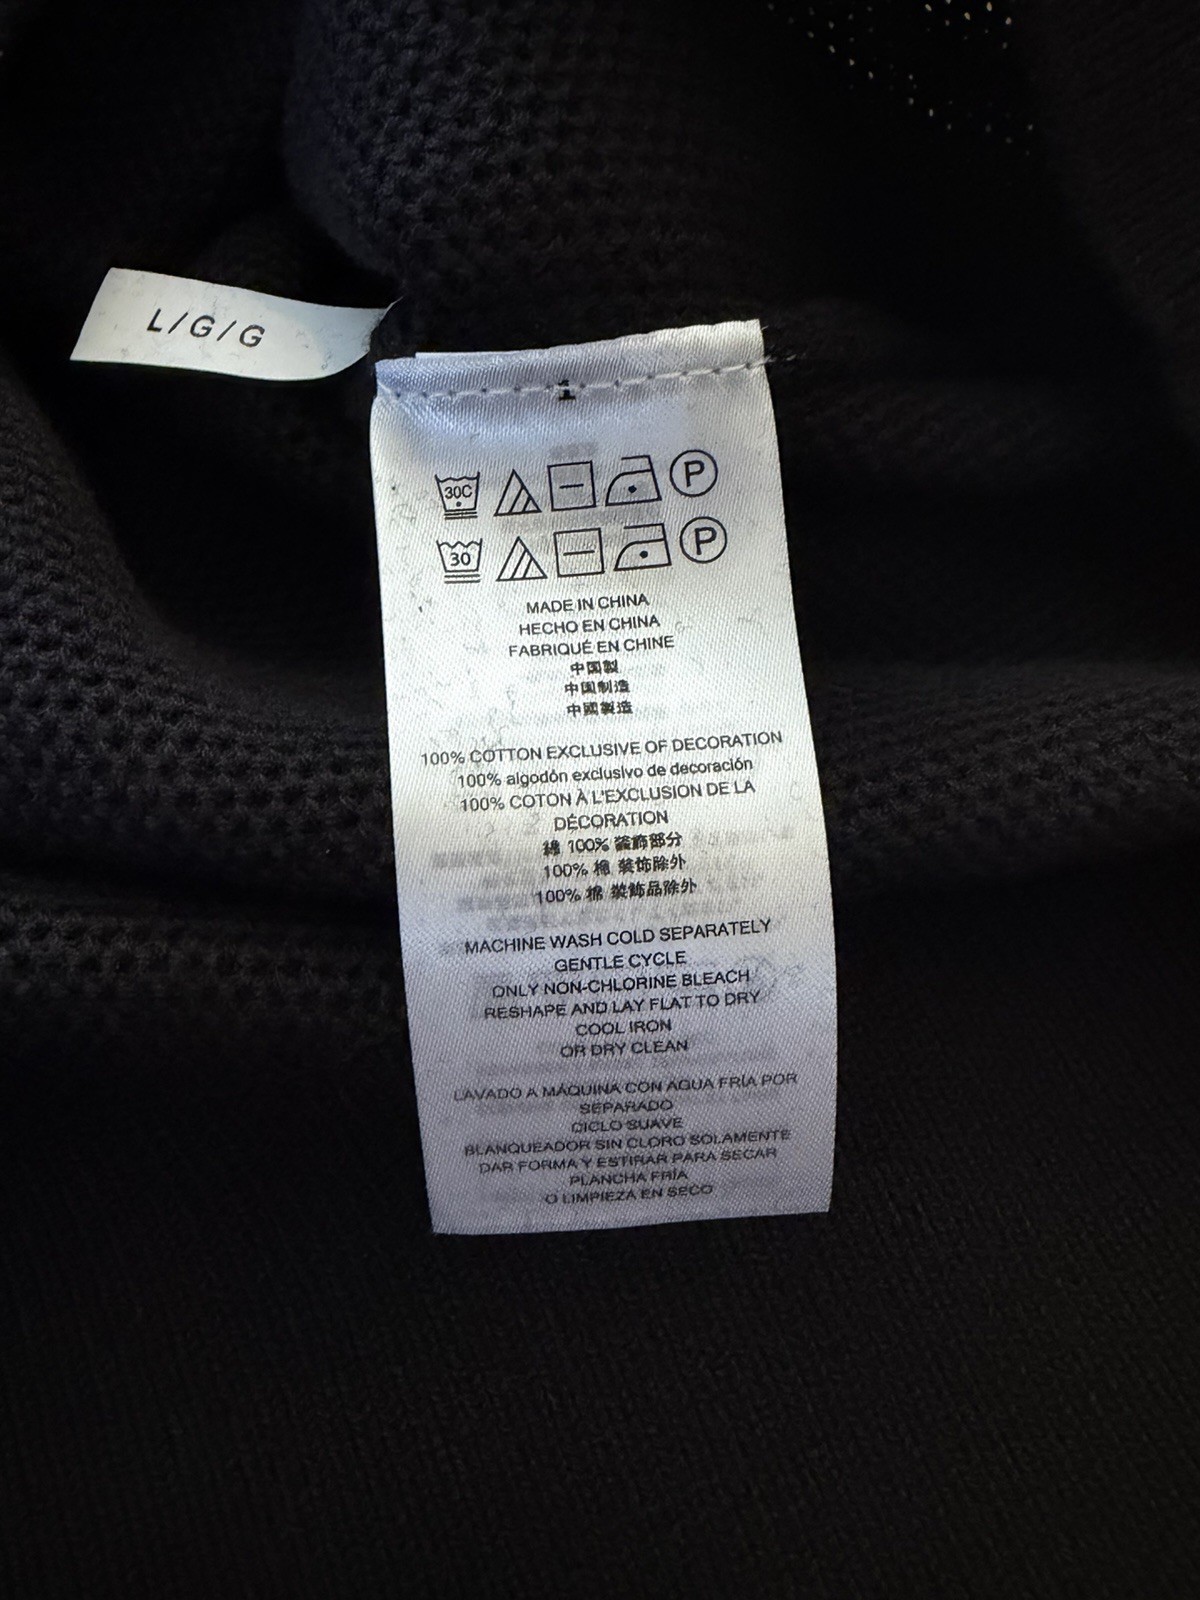 L/G/G
1
30C P
30 P
MADE IN CHINA
HECHO EN CHINA
FABRIQUÉ EN CHINE
中国製
中国制造
中國製造
100% COTTON EXCLUSIVE OF DECORATION
100% algodón exclusivo de decoración
100% COTON À L'EXCLUSION DE LA
DÉCORATION
綿 100% 装飾部分
100% 棉 装饰除外
100% 棉 裝飾品除外
MACHINE WASH COLD SEPARATELY
GENTLE CYCLE
ONLY NON-CHLORINE BLEACH
RESHAPE AND LAY FLAT TO DRY
COOL IRON
OR DRY CLEAN
LAVADO A MÁQUINA CON AGUA FRÍA POR
SEPARADO
CICLO SUAVE
BLANQUEADOR SIN CLORO SOLAMENTE
DAR FORMA Y ESTIRAR PARA SECAR
PLANCHA FRÍA
O LIMPIEZA EN SECO